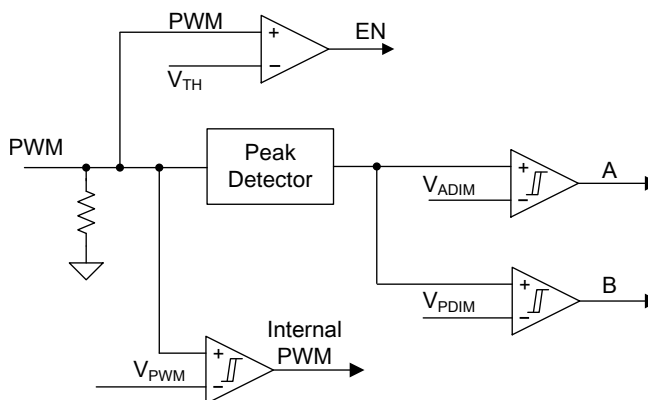 PWM
EN
+
−
V_TH
PWM
Peak
Detector
+
−
V_ADIM
A
+
−
V_PDIM
B
Internal
PWM
+
−
V_PWM